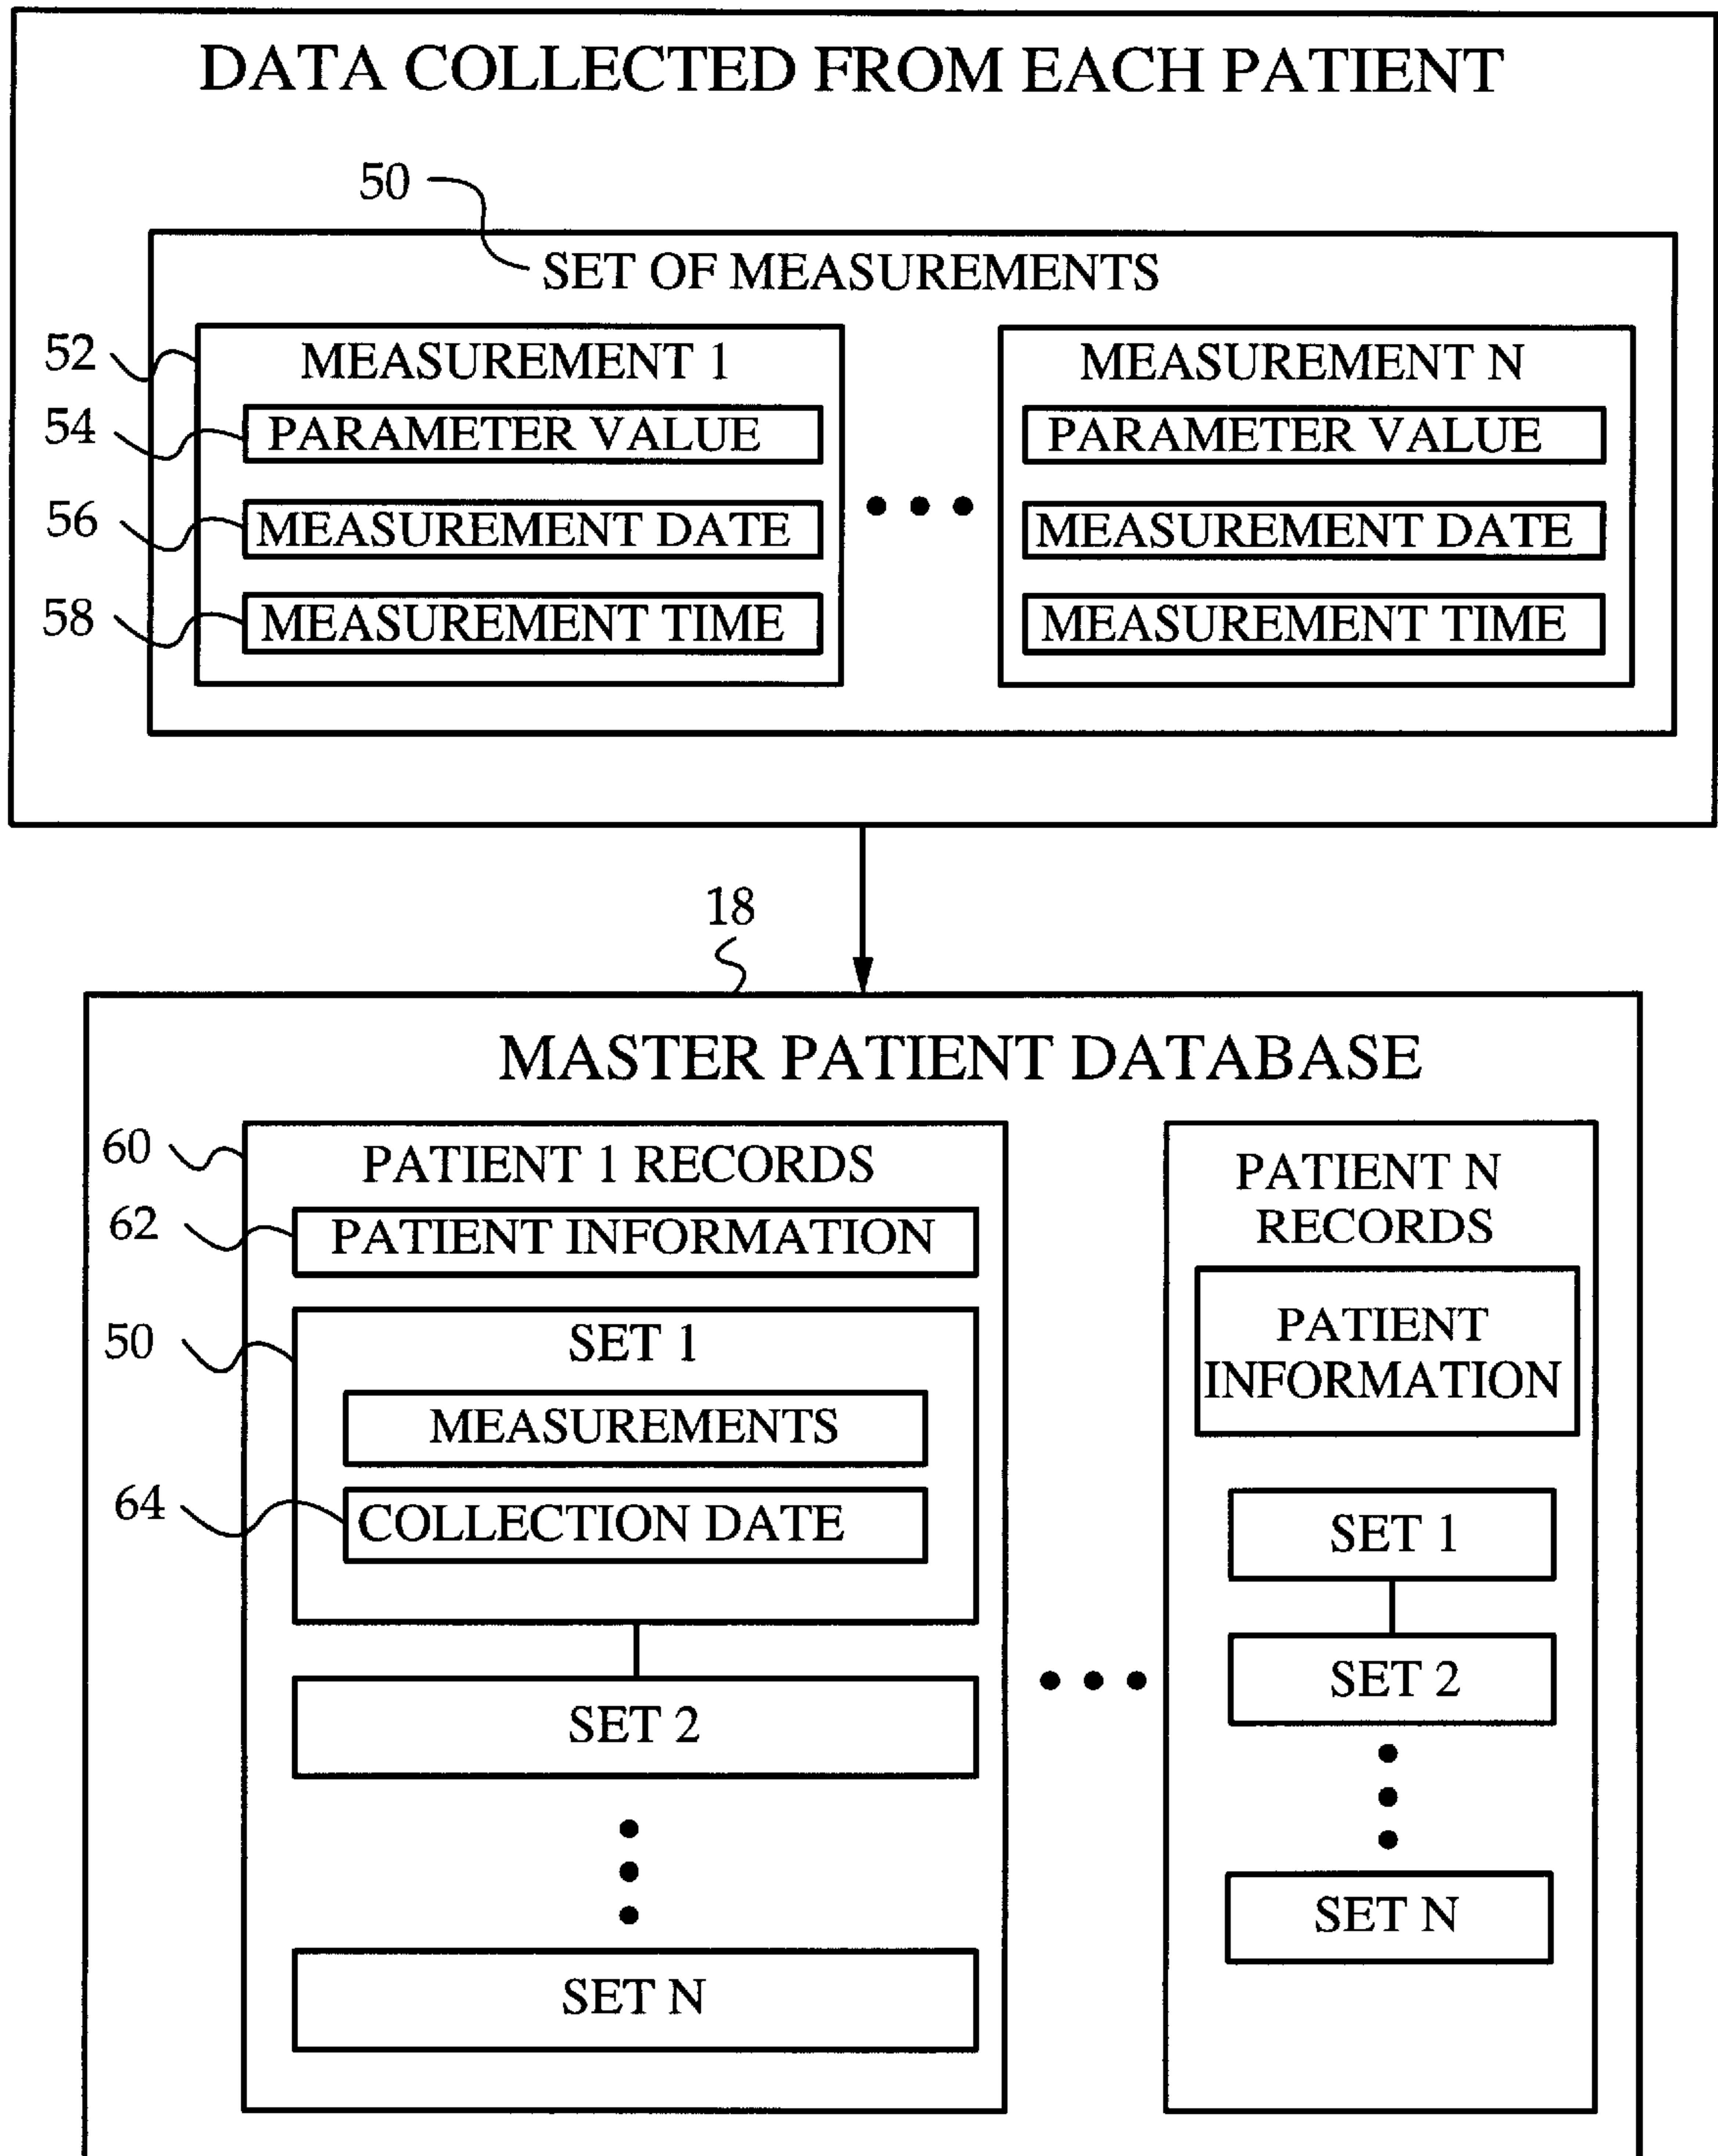 DATA COLLECTED FROM EACH PATIENT
50
SET OF MEASUREMENTS
52
MEASUREMENT 1
54
PARAMETER VALUE
56
MEASUREMENT DATE
58
MEASUREMENT TIME
MEASUREMENT N
PARAMETER VALUE
MEASUREMENT DATE
MEASUREMENT TIME
18
MASTER PATIENT DATABASE
60
PATIENT 1 RECORDS
62
PATIENT INFORMATION
50
SET 1
MEASUREMENTS
64
COLLECTION DATE
SET 2
SET N
PATIENT N
RECORDS
PATIENT
INFORMATION
SET 1
SET 2
SET N